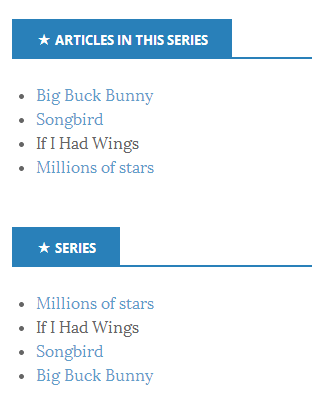 ★ ARTICLES IN THIS SERIES
• Big Buck Bunny
• Songbird
• If I Had Wings
• Millions of stars
★ SERIES
• Millions of stars
• If I Had Wings
• Songbird
• Big Buck Bunny